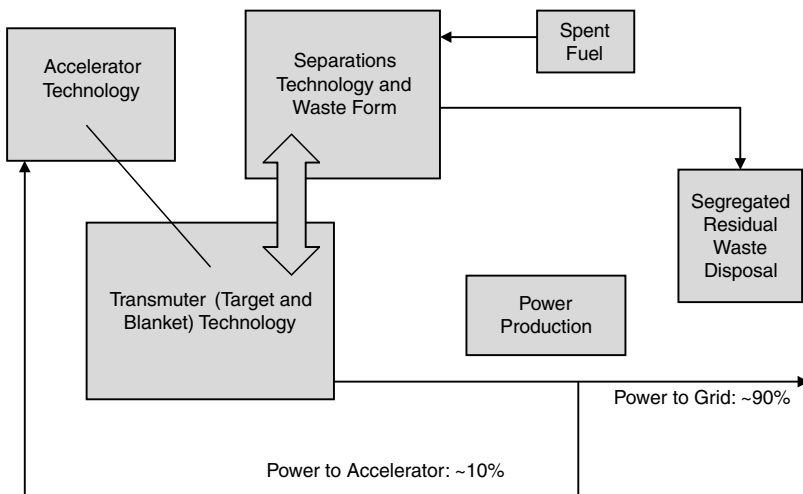 Accelerator
Technology
Separations
Technology and
Waste Form
Spent
Fuel
Segregated
Residual
Waste
Disposal
Transmuter (Target and
Blanket) Technology
Power
Production
Power to Grid: ~90%
Power to Accelerator: ~10%